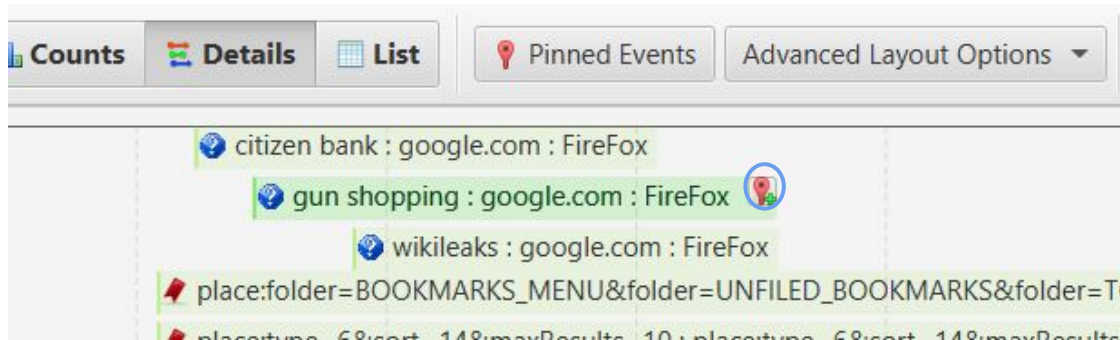 Counts Details List Pinned Events Advanced Layout Options
citizen bank : google.com : FireFox
gun shopping : google.com : FireFox
wikileaks : google.com : FireFox
place:folder=BOOKMARKS_MENU&folder=UNFILED_BOOKMARKS&folder=T